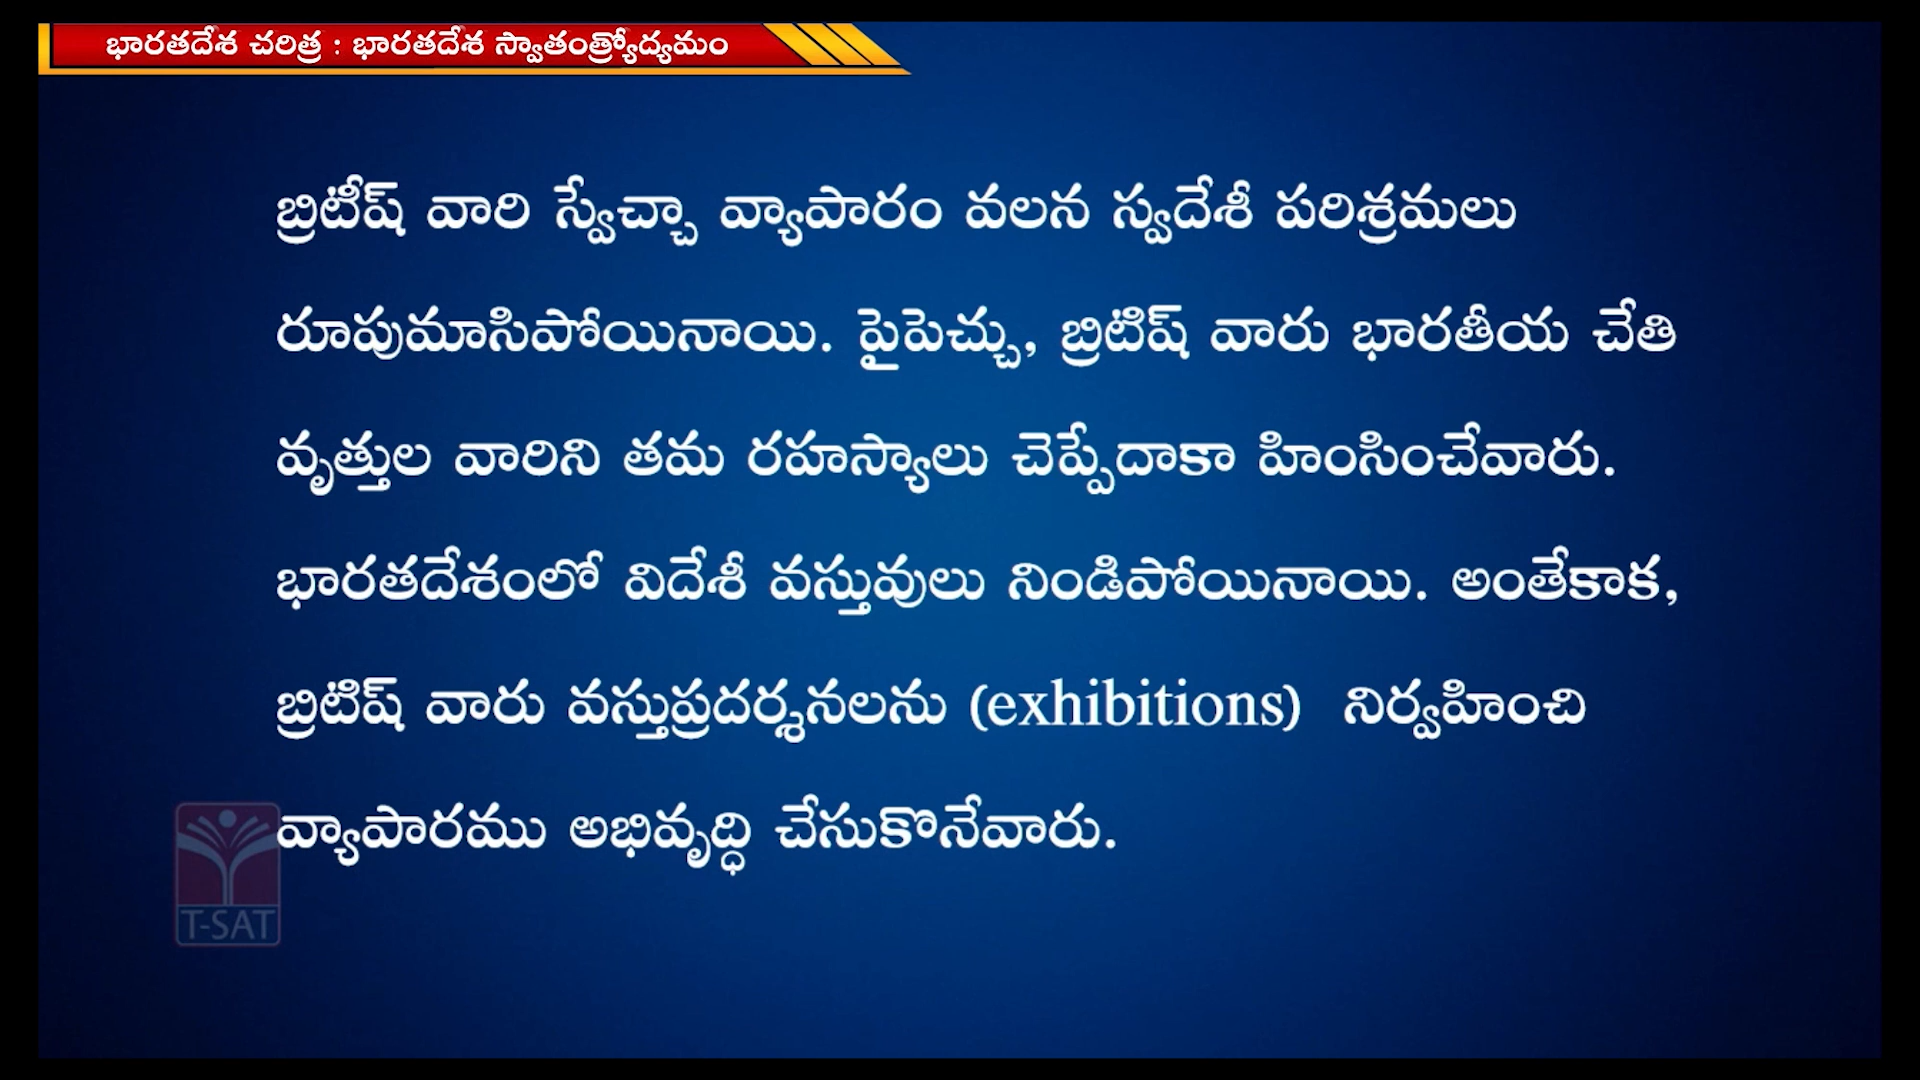 భారతదేశ చరిత్ర : భారతదేశ స్వాతంత్ర్యోద్యమం
బ్రిటీష్ వారి స్వేచ్చా వ్యాపారం వలన స్వదేశీ పరిశ్రమలు
రూపుమాసిపోయినాయి. పైపెచ్చు, బ్రిటిష్ వారు భారతీయ చేతి
వృత్తుల వారిని తమ రహస్యాలు చెప్పేదాకా హింసించేవారు.
భారతదేశంలో విదేశీ వస్తువులు నిండిపోయినాయి. అంతేకాక,
బ్రిటిష్ వారు వస్తుప్రదర్శనలను (exhibitions) నిర్వహించి
వ్యాపారము అభివృద్ధి చేసుకొనేవారు.
T-SAT